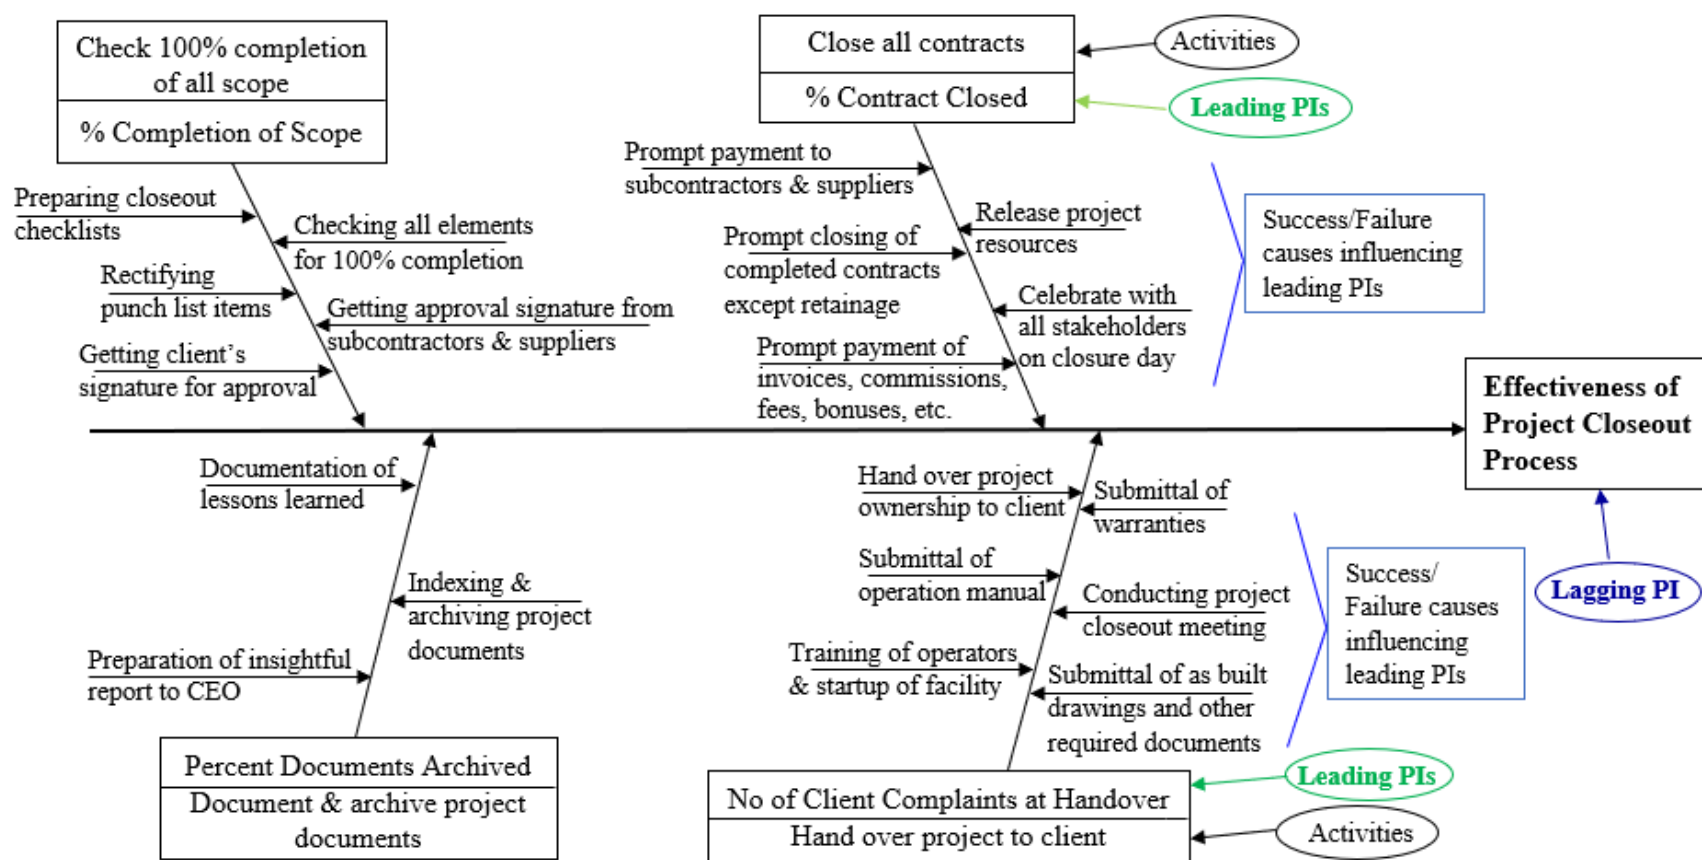 Check 100% completion
of all scope
% Completion of Scope
Close all contracts
% Contract Closed
Activities
Leading PIs
Preparing closeout
checklists
Checking all elements
for 100% completion
Rectifying
punch list items
Getting approval signature from
subcontractors & suppliers
Getting client's
signature for approval
Prompt payment to
subcontractors & suppliers
Release project
resources
Prompt closing of
completed contracts
except retainage
Celebrate with
all stakeholders
on closure day
Prompt payment of
invoices, commissions,
fees, bonuses, etc.
Success/Failure
causes influencing
leading PIs
Effectiveness of
Project Closeout
Process
Lagging PI
Documentation of
lessons learned
Indexing &
archiving project
documents
Preparation of insightful
report to CEO
Percent Documents Archived
Document & archive project
documents
Hand over project
ownership to client
Submittal of
warranties
Submittal of
operation manual
Conducting project
closeout meeting
Training of operators
& startup of facility
Submittal of as built
drawings and other
required documents
Success/
Failure causes
influencing
leading PIs
No of Client Complaints at Handover
Hand over project to client
Leading PIs
Activities